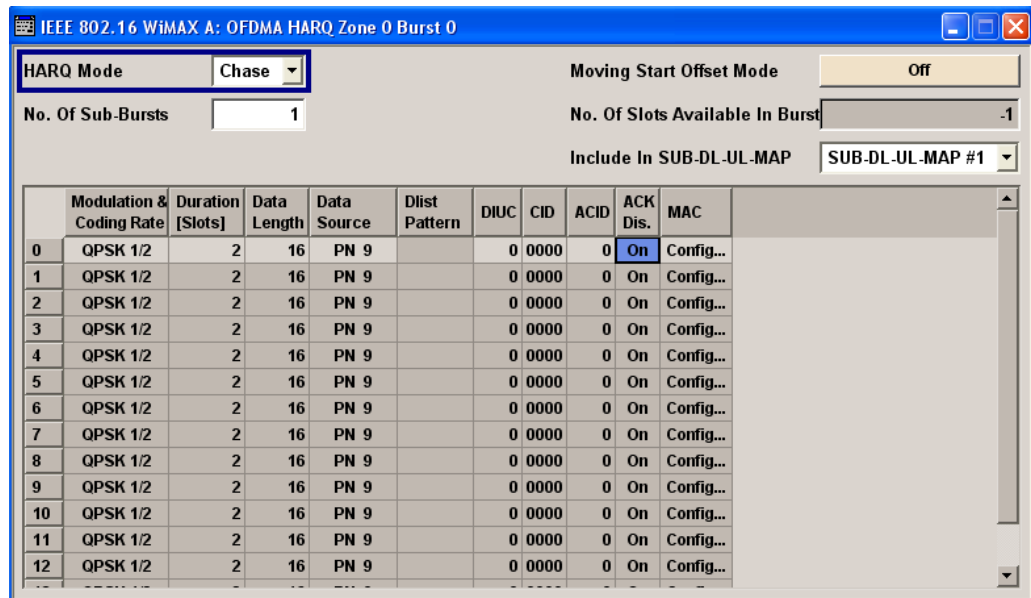 IEEE 802.16 WiMAX A: OFDMA HARQ Zone 0 Burst 0
HARQ Mode Chase Moving Start Offset Mode Off
No. Of Sub-Bursts 1 No. Of Slots Available In Burst -1
Include In SUB-DL-UL-MAP SUB-DL-UL-MAP #1
Modulation & Duration Data Data Dlist DIUC CID ACID ACK MAC
Coding Rate [Slots] Length Source Pattern Dis.
0 QPSK 1/2 2 16 PN 9 0 0000 0 On Config...
1 QPSK 1/2 2 16 PN 9 0 0000 0 On Config...
2 QPSK 1/2 2 16 PN 9 0 0000 0 On Config...
3 QPSK 1/2 2 16 PN 9 0 0000 0 On Config...
4 QPSK 1/2 2 16 PN 9 0 0000 0 On Config...
5 QPSK 1/2 2 16 PN 9 0 0000 0 On Config...
6 QPSK 1/2 2 16 PN 9 0 0000 0 On Config...
7 QPSK 1/2 2 16 PN 9 0 0000 0 On Config...
8 QPSK 1/2 2 16 PN 9 0 0000 0 On Config...
9 QPSK 1/2 2 16 PN 9 0 0000 0 On Config...
10 QPSK 1/2 2 16 PN 9 0 0000 0 On Config...
11 QPSK 1/2 2 16 PN 9 0 0000 0 On Config...
12 QPSK 1/2 2 16 PN 9 0 0000 0 On Config...